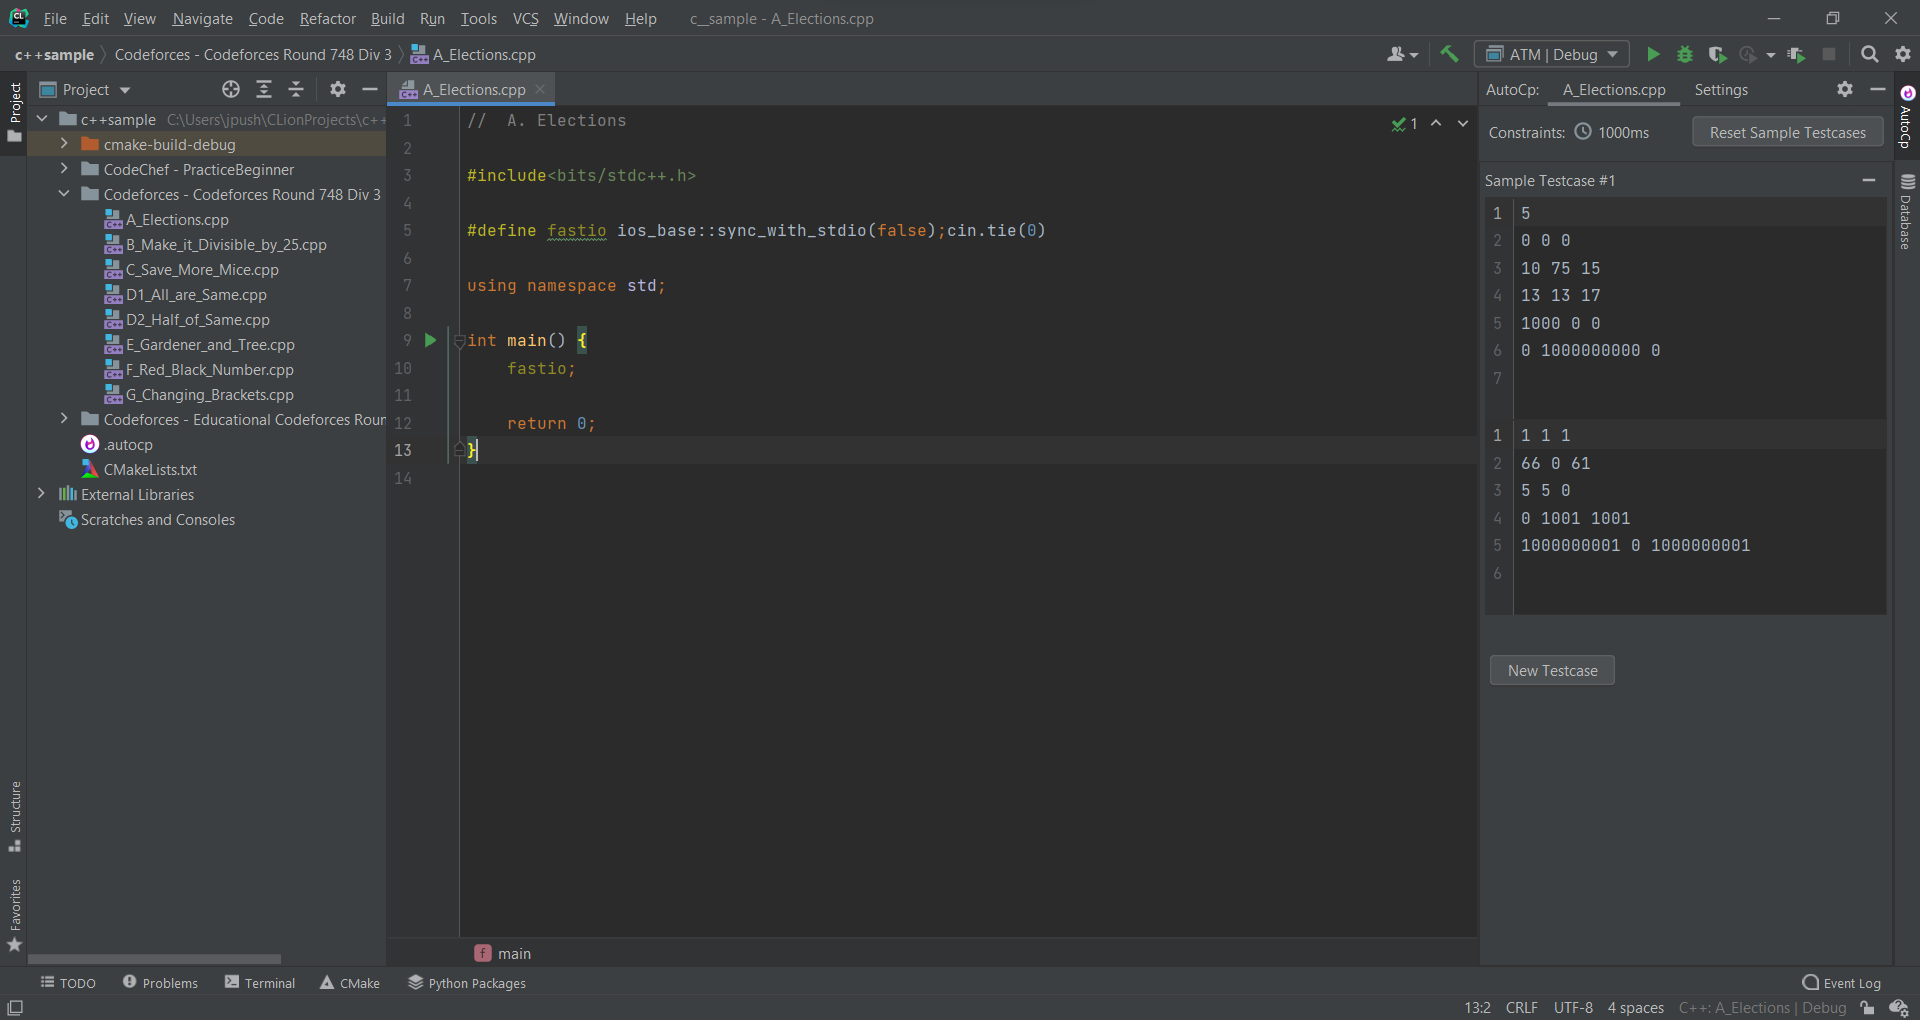 File Edit View Navigate Code Refactor Build Run Tools VCS Window Help c__sample - A_Elections.cpp
c++sample Codeforces - Codeforces Round 748 Div 3 A_Elections.cpp
ATM | Debug
Project
Project
A_Elections.cpp
AutoCp: A_Elections.cpp Settings
c++sample C:\Users\jpush\CLionProjects\c++
cmake-build-debug
CodeChef - PracticeBeginner
Codeforces - Codeforces Round 748 Div 3
A_Elections.cpp
B_Make_it_Divisible_by_25.cpp
C_Save_More_Mice.cpp
D1_All_are_Same.cpp
D2_Half_of_Same.cpp
E_Gardener_and_Tree.cpp
F_Red_Black_Number.cpp
G_Changing_Brackets.cpp
Codeforces - Educational Codeforces Roun
.autocp
CMakeLists.txt
External Libraries
Scratches and Consoles
1 // A. Elections
1
2
3 #include<bits/stdc++.h>
4
5 #define fastio ios_base::sync_with_stdio(false);cin.tie(0)
6
7 using namespace std;
8
9 int main() {
10 fastio;
11
12 return 0;
13 }
14
Constraints: 1000ms Reset Sample Testcases
Sample Testcase #1
1 5
2 0 0 0
3 10 75 15
4 13 13 17
5 1000 0 0
6 0 1000000000 0
7
1 1 1 1
2 66 0 61
3 5 5 0
4 0 1001 1001
5 1000000001 0 1000000001
6
New Testcase
AutoCp
Database
Structure
Favorites
f main
TODO Problems Terminal CMake Python Packages Event Log
13:2 CRLF UTF-8 4 spaces C++: A_Elections | Debug